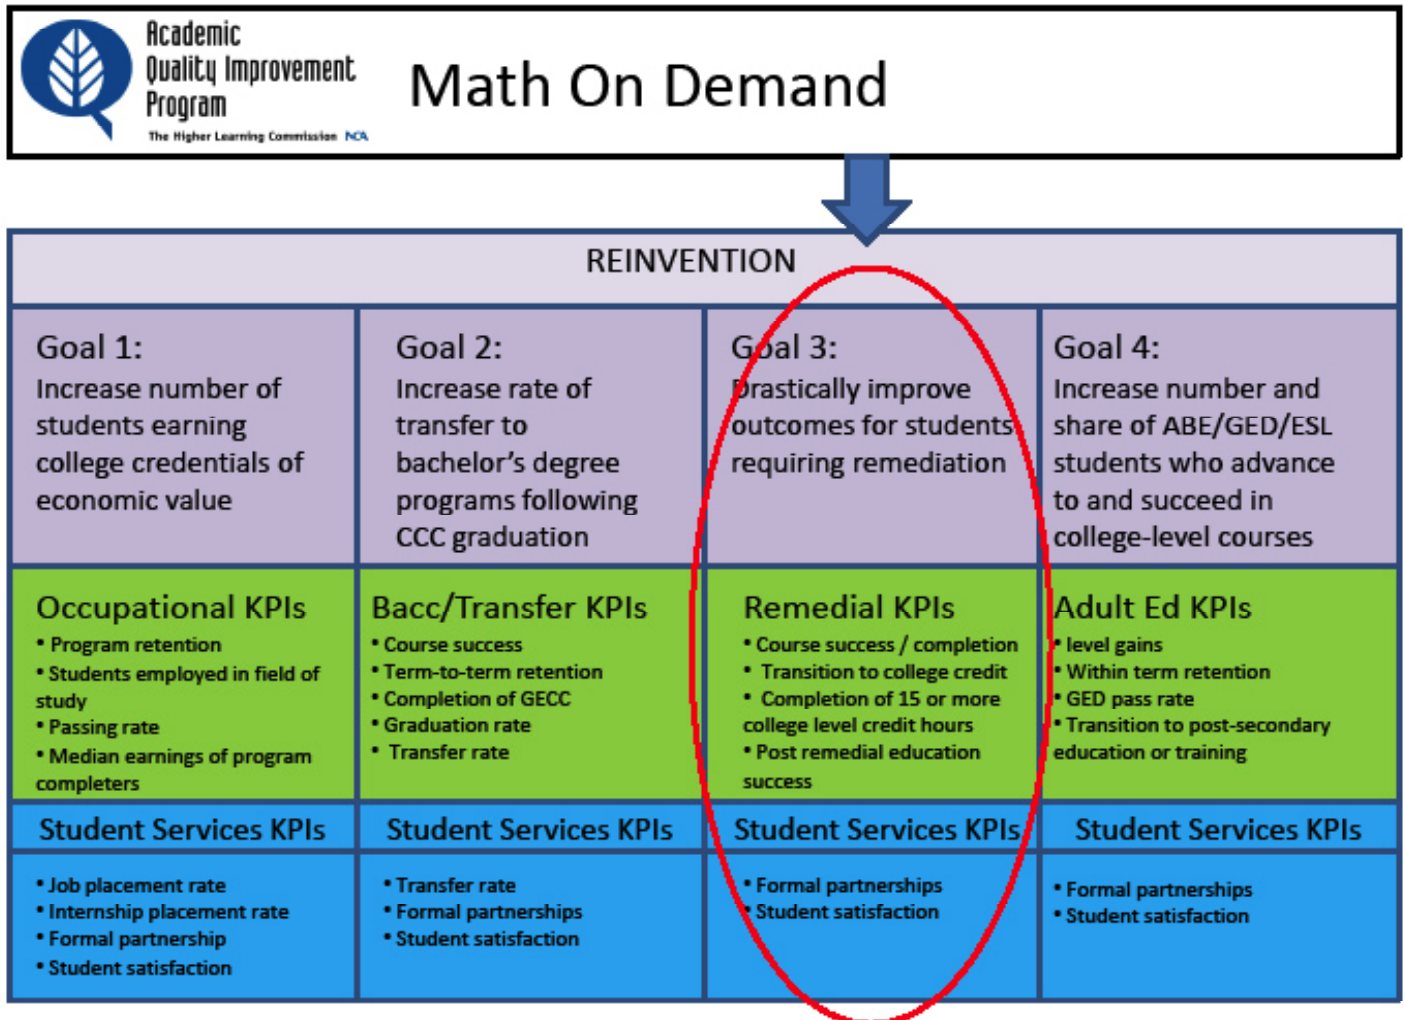 Academic
Quality Improvement
Program
The Higher Learning Commission NCA
Math On Demand
REINVENTION
Goal 1:
Increase number of
students earning
college credentials of
economic value
Goal 2:
Increase rate of
transfer to
bachelor's degree
programs following
CCC graduation
Goal 3:
Drastically improve
outcomes for students
requiring remediation
Goal 4:
Increase number and
share of ABE/GED/ESL
students who advance
to and succeed in
college-level courses
Occupational KPIs
• Program retention
• Students employed in field of
study
• Passing rate
• Median earnings of program
completers
Bacc/Transfer KPIs
• Course success
• Term-to-term retention
• Completion of GECC
• Graduation rate
• Transfer rate
Remedial KPIs
• Course success / completion
• Transition to college credit
• Completion of 15 or more
college level credit hours
• Post remedial education
success
Adult Ed KPIs
• level gains
• Within term retention
• GED pass rate
• Transition to post-secondary
education or training
Student Services KPIs
Student Services KPIs
Student Services KPIs
Student Services KPIs
• Job placement rate
• Internship placement rate
• Formal partnership
• Student satisfaction
• Transfer rate
• Formal partnerships
• Student satisfaction
• Formal partnerships
• Student satisfaction
• Formal partnerships
• Student satisfaction